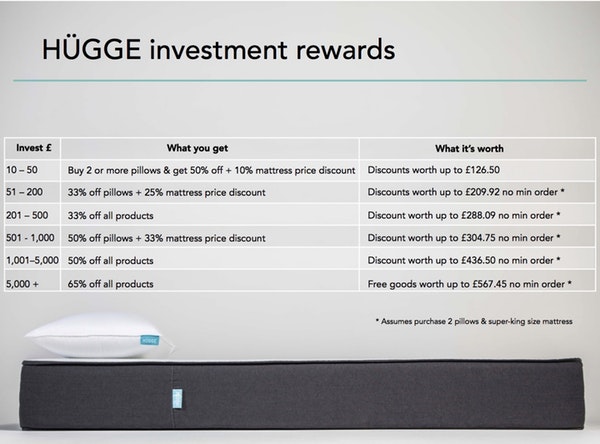 HÜGGE investment rewards
Invest £ What you get What it's worth
10 – 50 Buy 2 or more pillows & get 50% off + 10% mattress price discount Discounts worth up to £126.50
51 – 200 33% off pillows + 25% mattress price discount Discounts worth up to £209.92 no min order *
201 – 500 33% off all products Discount worth up to £288.09 no min order *
501 - 1,000 50% off pillows + 33% mattress price discount Discount worth up to £304.75 no min order *
1,001–5,000 50% off all products Discount worth up to £436.50 no min order *
5,000 + 65% off all products Free goods worth up to £567.45 no min order *
* Assumes purchase 2 pillows & super-king size mattress